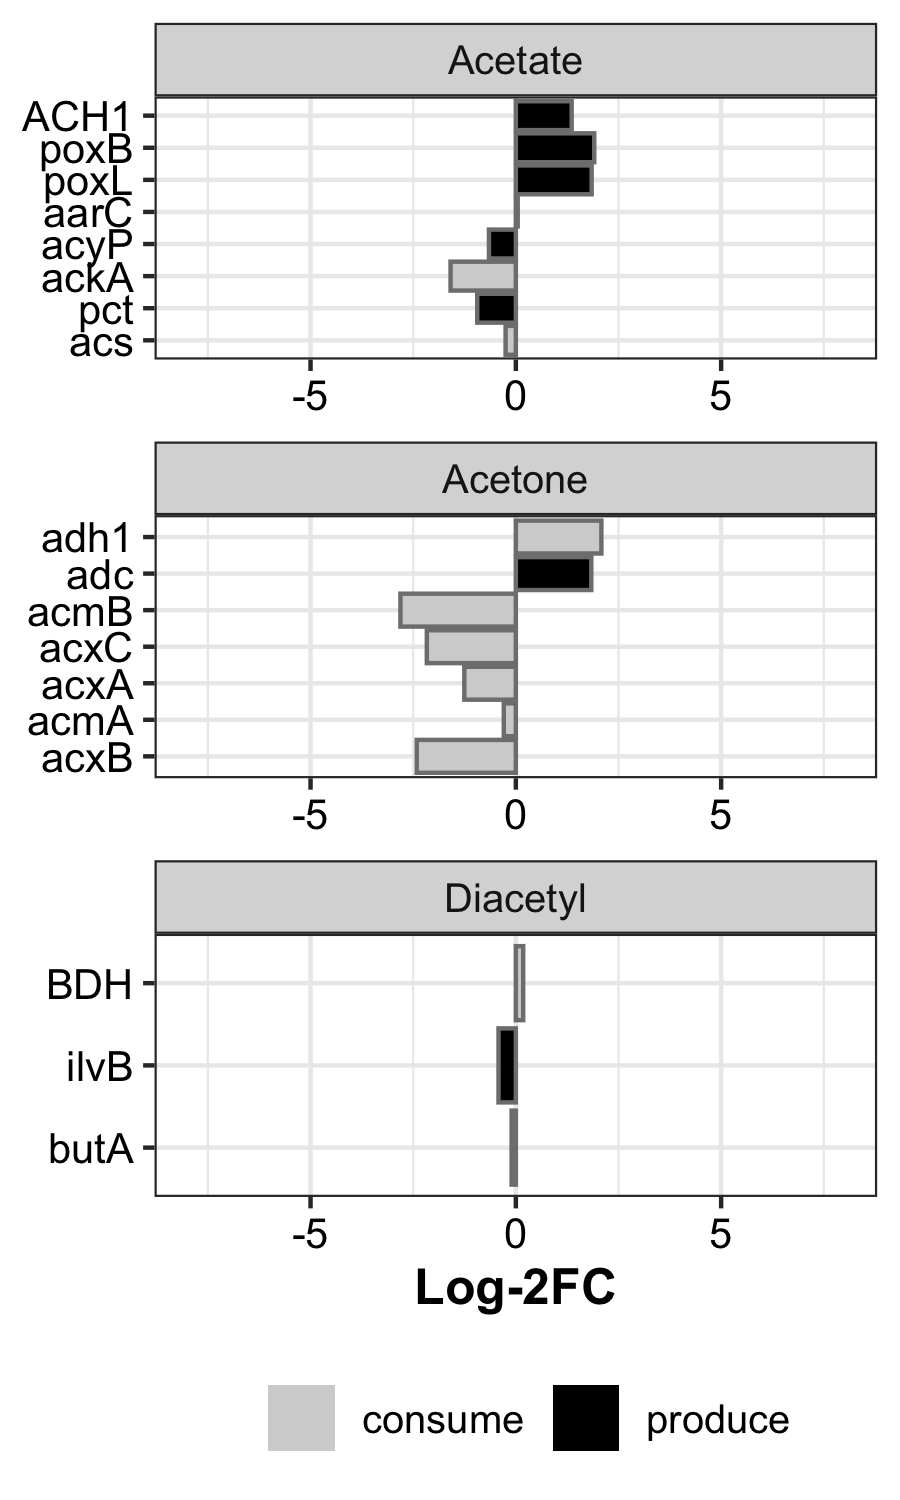 Acetate
ACH1
poxB
poxL
aarC
acyP
ackA
pct
acs
-5 0 5
Acetone
adh1
adc
acmB
acxC
acxA
acmA
acxB
-5 0 5
Diacetyl
BDH
ilvB
butA
-5 0 5
Log-2FC
consume produce